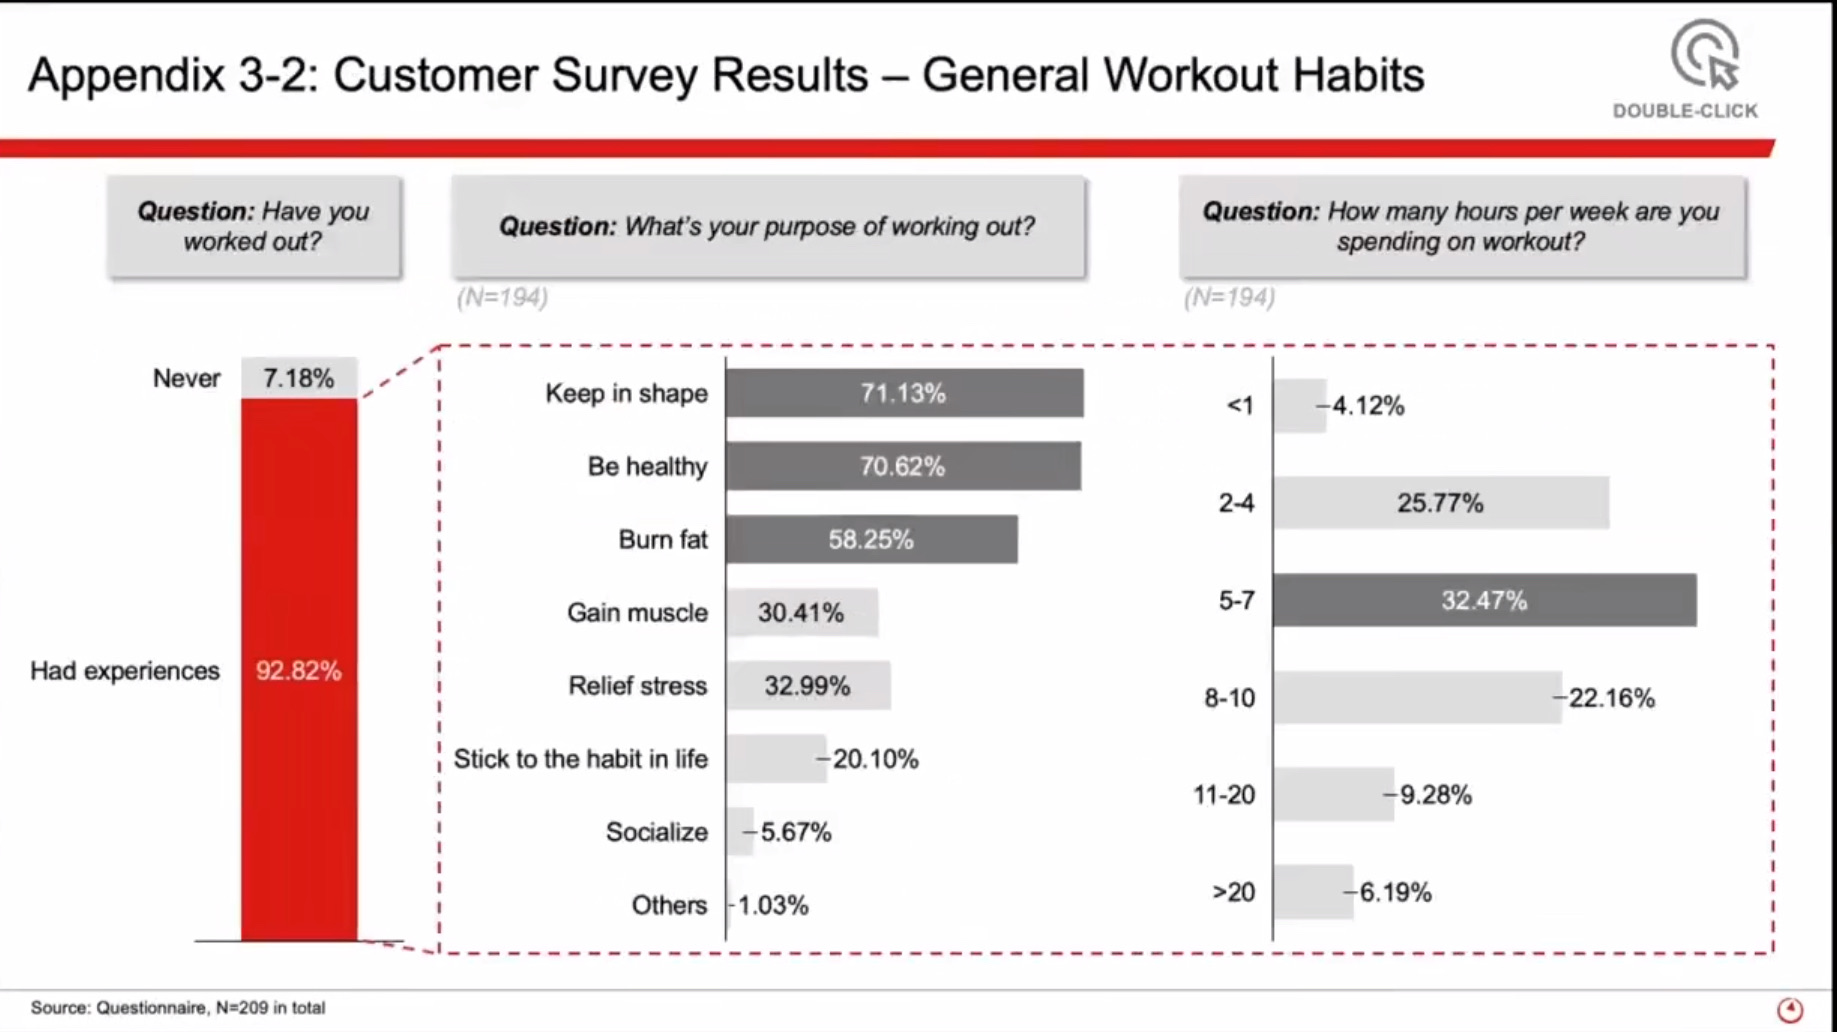 Appendix 3-2: Customer Survey Results – General Workout Habits
DOUBLE-CLICK
Question: Have you
worked out?
Question: What's your purpose of working out?
Question: How many hours per week are you
spending on workout?
(N=194)
(N=194)
Never
7.18%
Had experiences
92.82%
Keep in shape
71.13%
Be healthy
70.62%
Burn fat
58.25%
Gain muscle
30.41%
Relief stress
32.99%
Stick to the habit in life
20.10%
Socialize
5.67%
Others
1.03%
<1
4.12%
2-4
25.77%
5-7
32.47%
8-10
22.16%
11-20
9.28%
>20
6.19%
Source: Questionnaire, N=209 in total